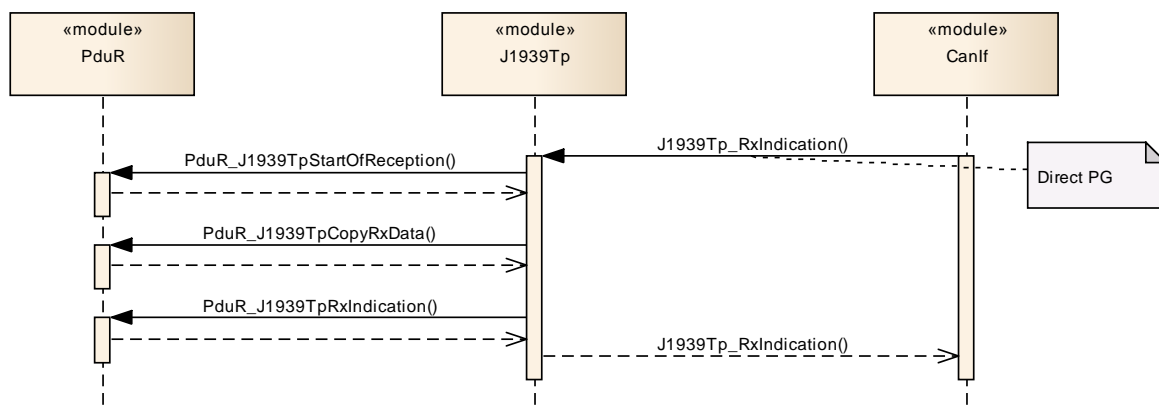 «module»
PduR
«module»
J1939Tp
«module»
CanIf
J1939Tp_RxIndication()
PduR_J1939TpStartOfReception()
Direct PG
PduR_J1939TpCopyRxData()
PduR_J1939TpRxIndication()
J1939Tp_RxIndication()